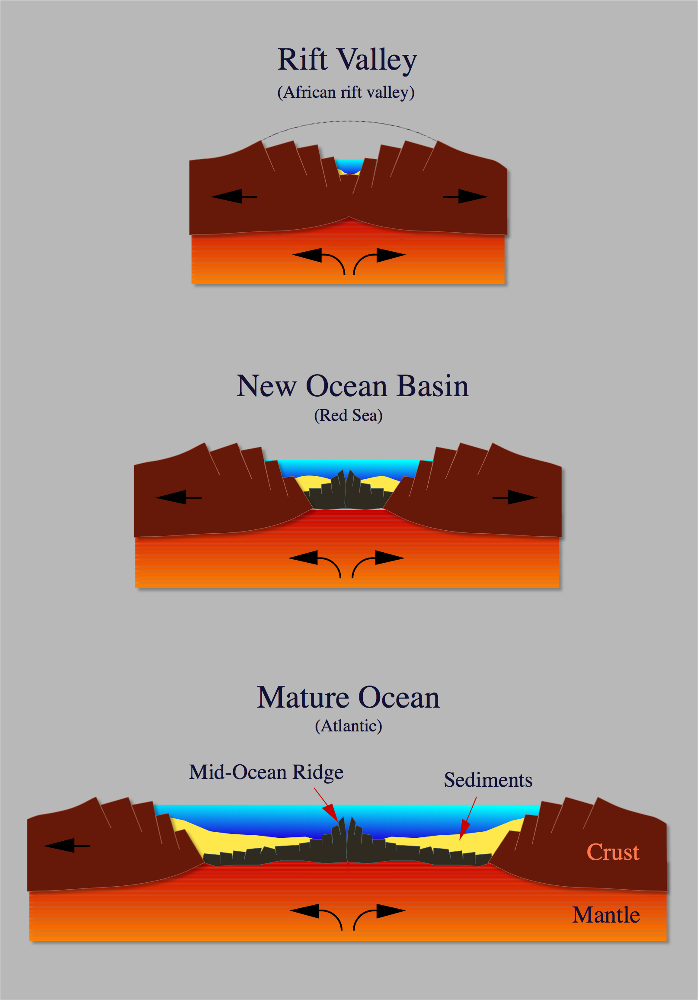 Rift Valley
(African rift valley)
New Ocean Basin
(Red Sea)
Mature Ocean
(Atlantic)
Mid-Ocean Ridge
Sediments
Crust
Mantle